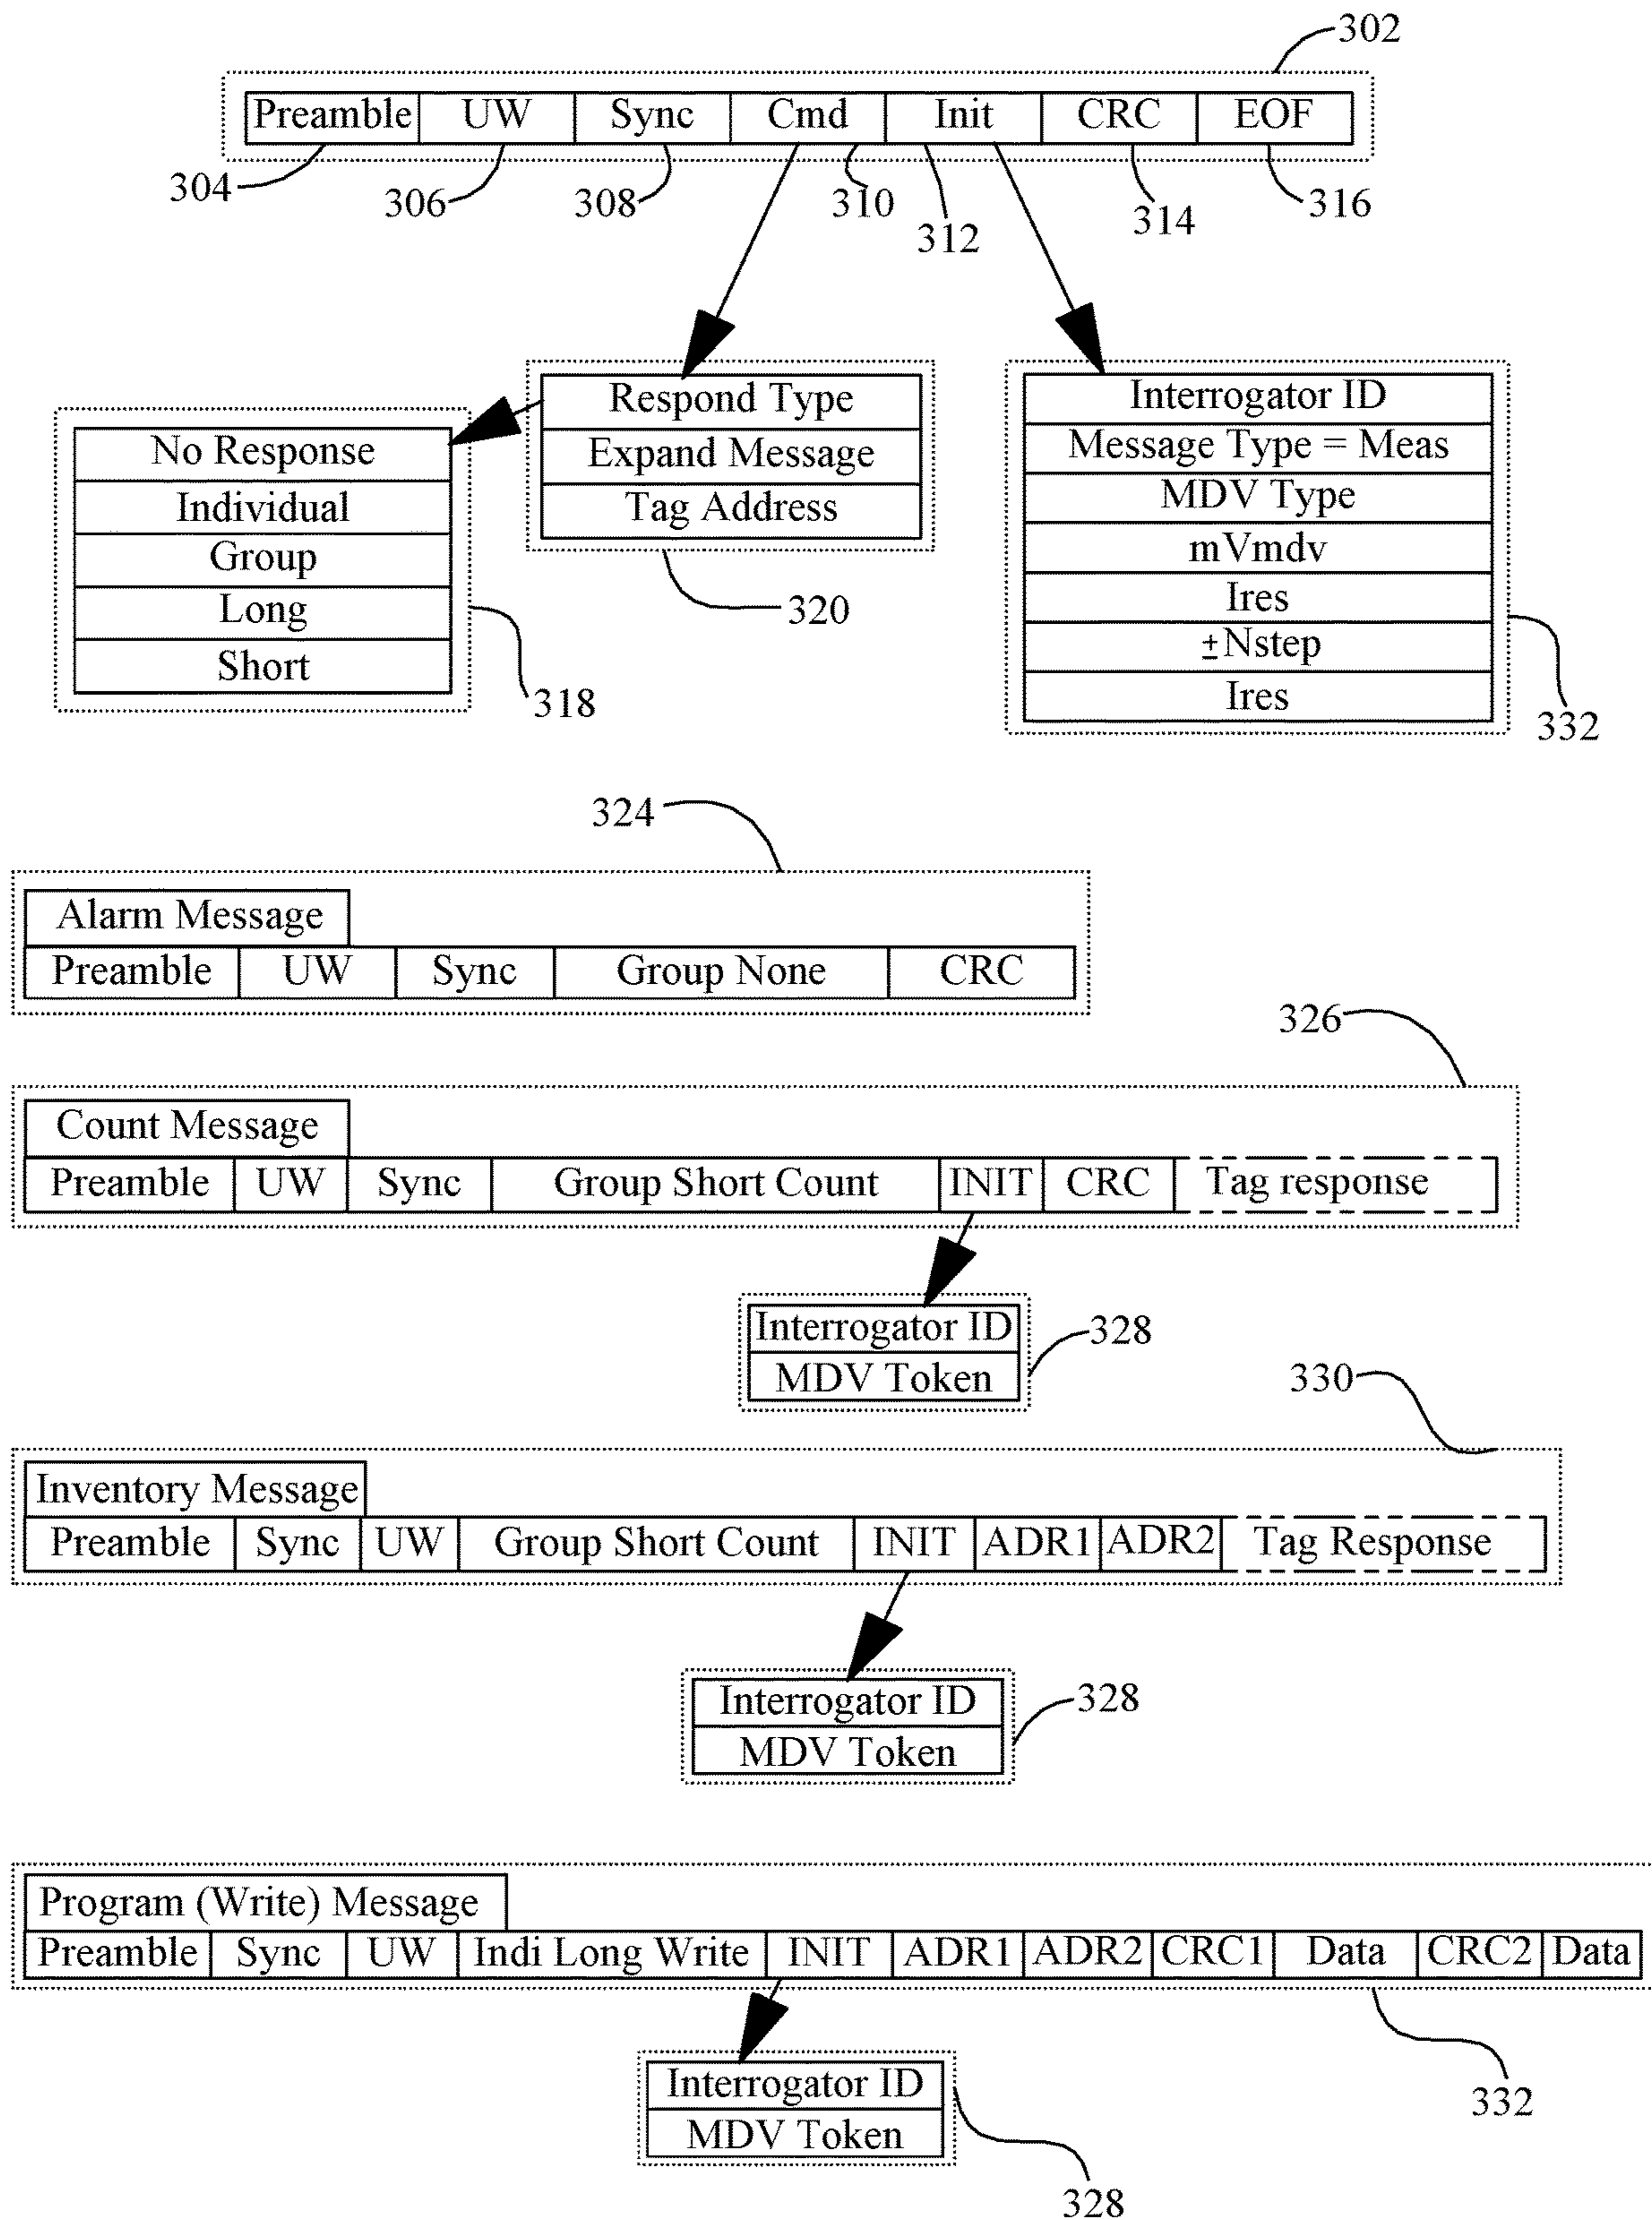 302
Preamble UW Sync Cmd Init CRC EOF
304 306 308 310 312 314 316
Respond Type
Expand Message
Tag Address
320
No Response
Individual
Group
Long
Short
318
Interrogator ID
Message Type = Meas
MDV Type
mVmdv
Ires
±Nstep
Ires
332
324
Alarm Message
Preamble UW Sync Group None CRC
326
Count Message
Preamble UW Sync Group Short Count INIT CRC Tag response
Interrogator ID
MDV Token
328
330
Inventory Message
Preamble Sync UW Group Short Count INIT ADR1 ADR2 Tag Response
Interrogator ID
MDV Token
328
Program (Write) Message
Preamble Sync UW Indi Long Write INIT ADR1 ADR2 CRC1 Data CRC2 Data
332
Interrogator ID
MDV Token
328